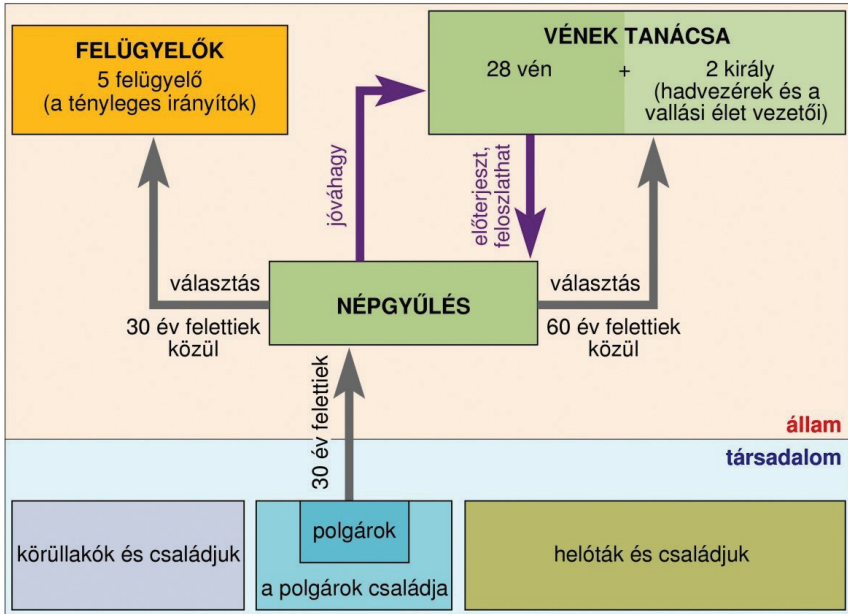 FELÜGYELŐK
5 felügyelő
(a tényleges irányítók)
VÉNEK TANÁCSA
28 vén + 2 király
(hadvezérek és a
vallási élet vezetői)
jóváhagy
előterjeszt,
feloszlathat
választás
30 év felettiek
közül
NÉPGYŰLÉS
választás
60 év felettiek
közül
30 év felettiek
állam
társadalom
körüllakók és családjuk
polgárok
a polgárok családja
helóták és családjuk